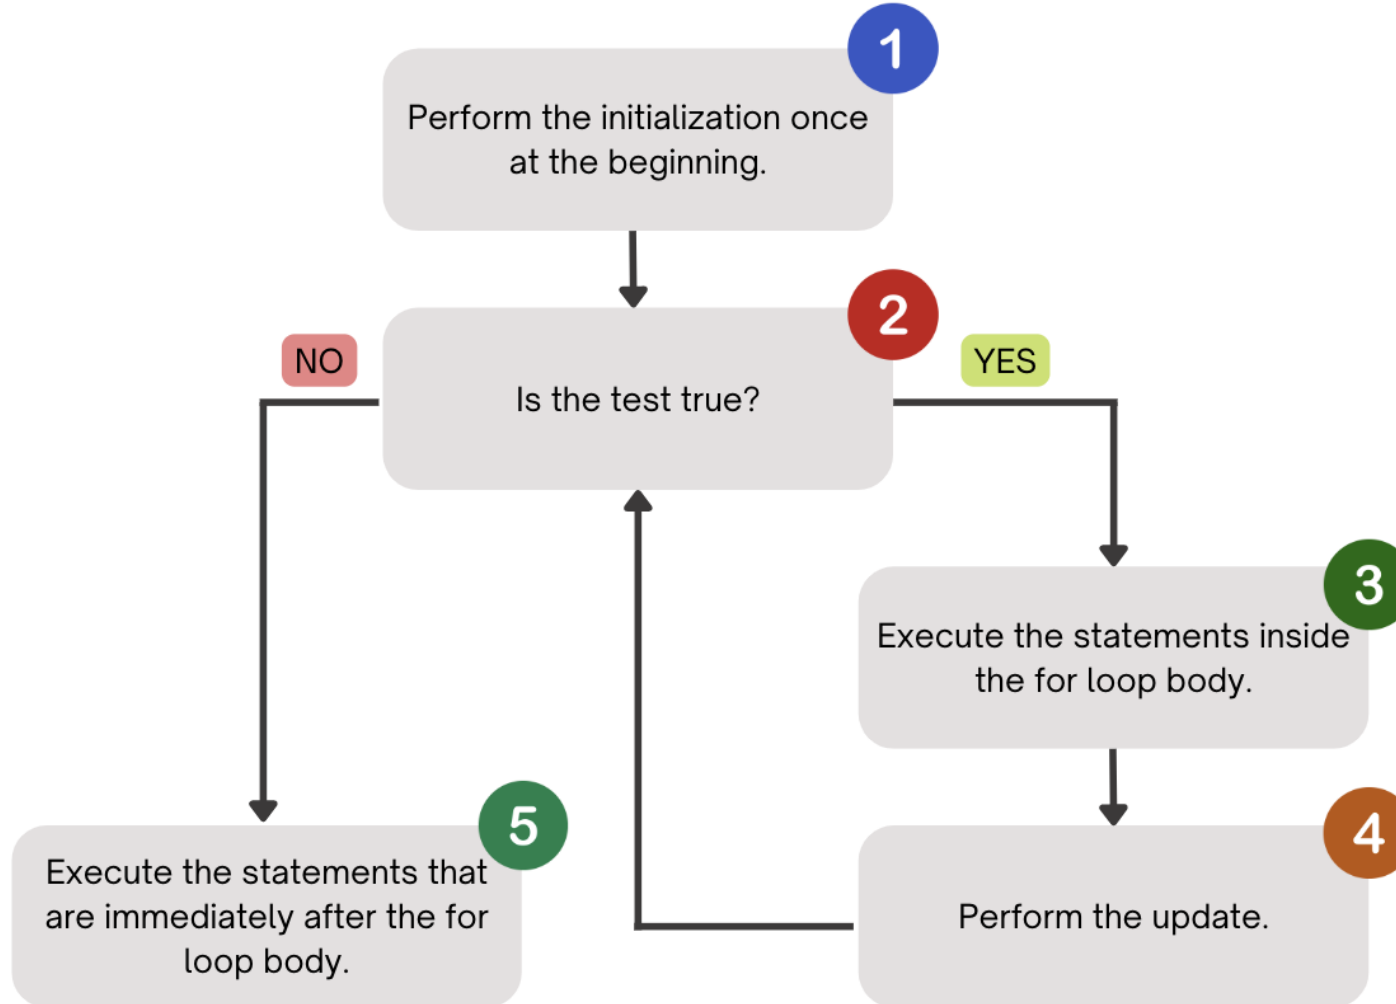 1
Perform the initialization once
at the beginning.
2
NO
YES
Is the test true?
3
Execute the statements inside
the for loop body.
5
4
Execute the statements that
are immediately after the for
loop body.
Perform the update.